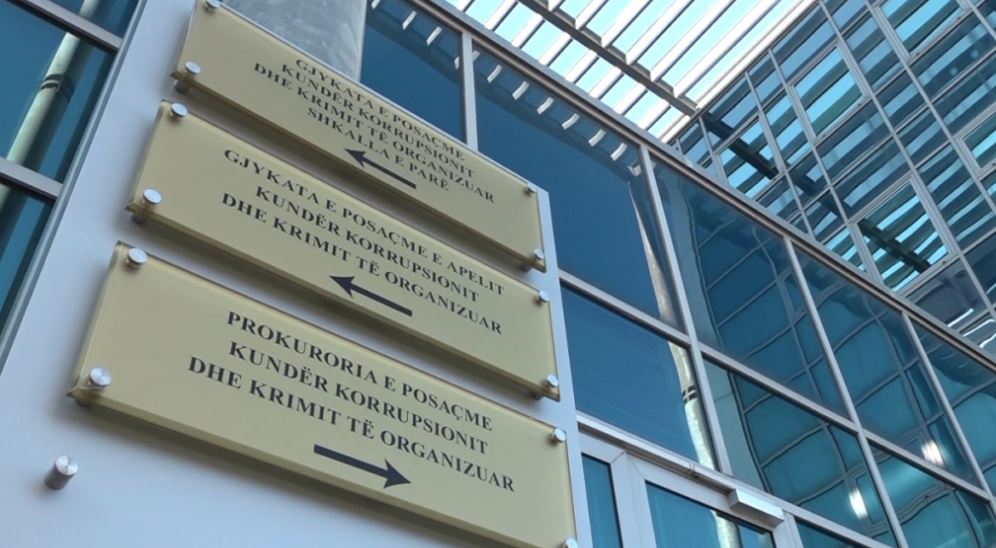 GJYKATA E POSAÇME
KUNDËR KORRUPSIONIT
DHE KRIMIT TË ORGANIZUAR
SHKALLA E PARË
GJYKATA E POSAÇME E APELIT
KUNDËR KORRUPSIONIT
DHE KRIMIT TË ORGANIZUAR
PROKURORIA E POSAÇME
KUNDËR KORRUPSIONIT
DHE KRIMIT TË ORGANIZUAR